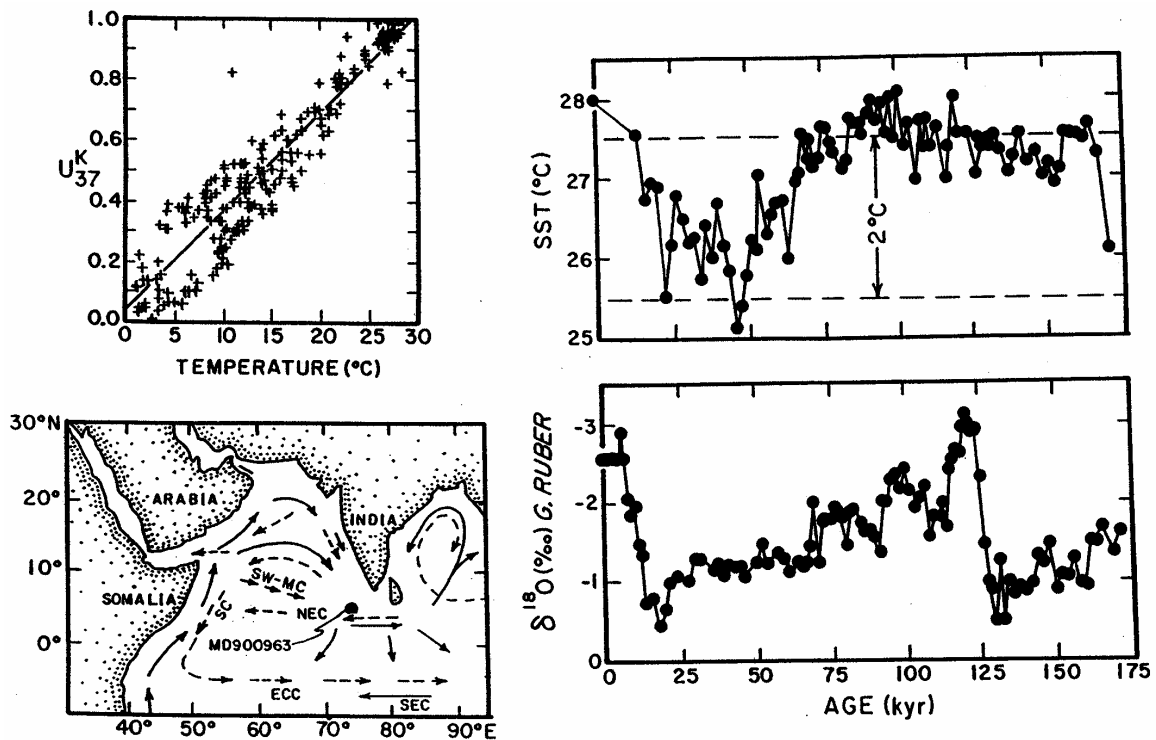 1.0
0.8
0.6
0.4
0.2
0.0
U^K_37
0 5 10 15 20 25 30
TEMPERATURE (°C)
28
27
26
25
SST (°C)
2°C
30°N
20°
10°
0°
ARABIA
INDIA
SOMALIA
SW-MC
SC
NEC
MD900963
ECC
SEC
40° 50° 60° 70° 80° 90°E
-3
-2
-1
0
δ18O (‰) G. RUBER
0 25 50 75 100 125 150 175
AGE (kyr)